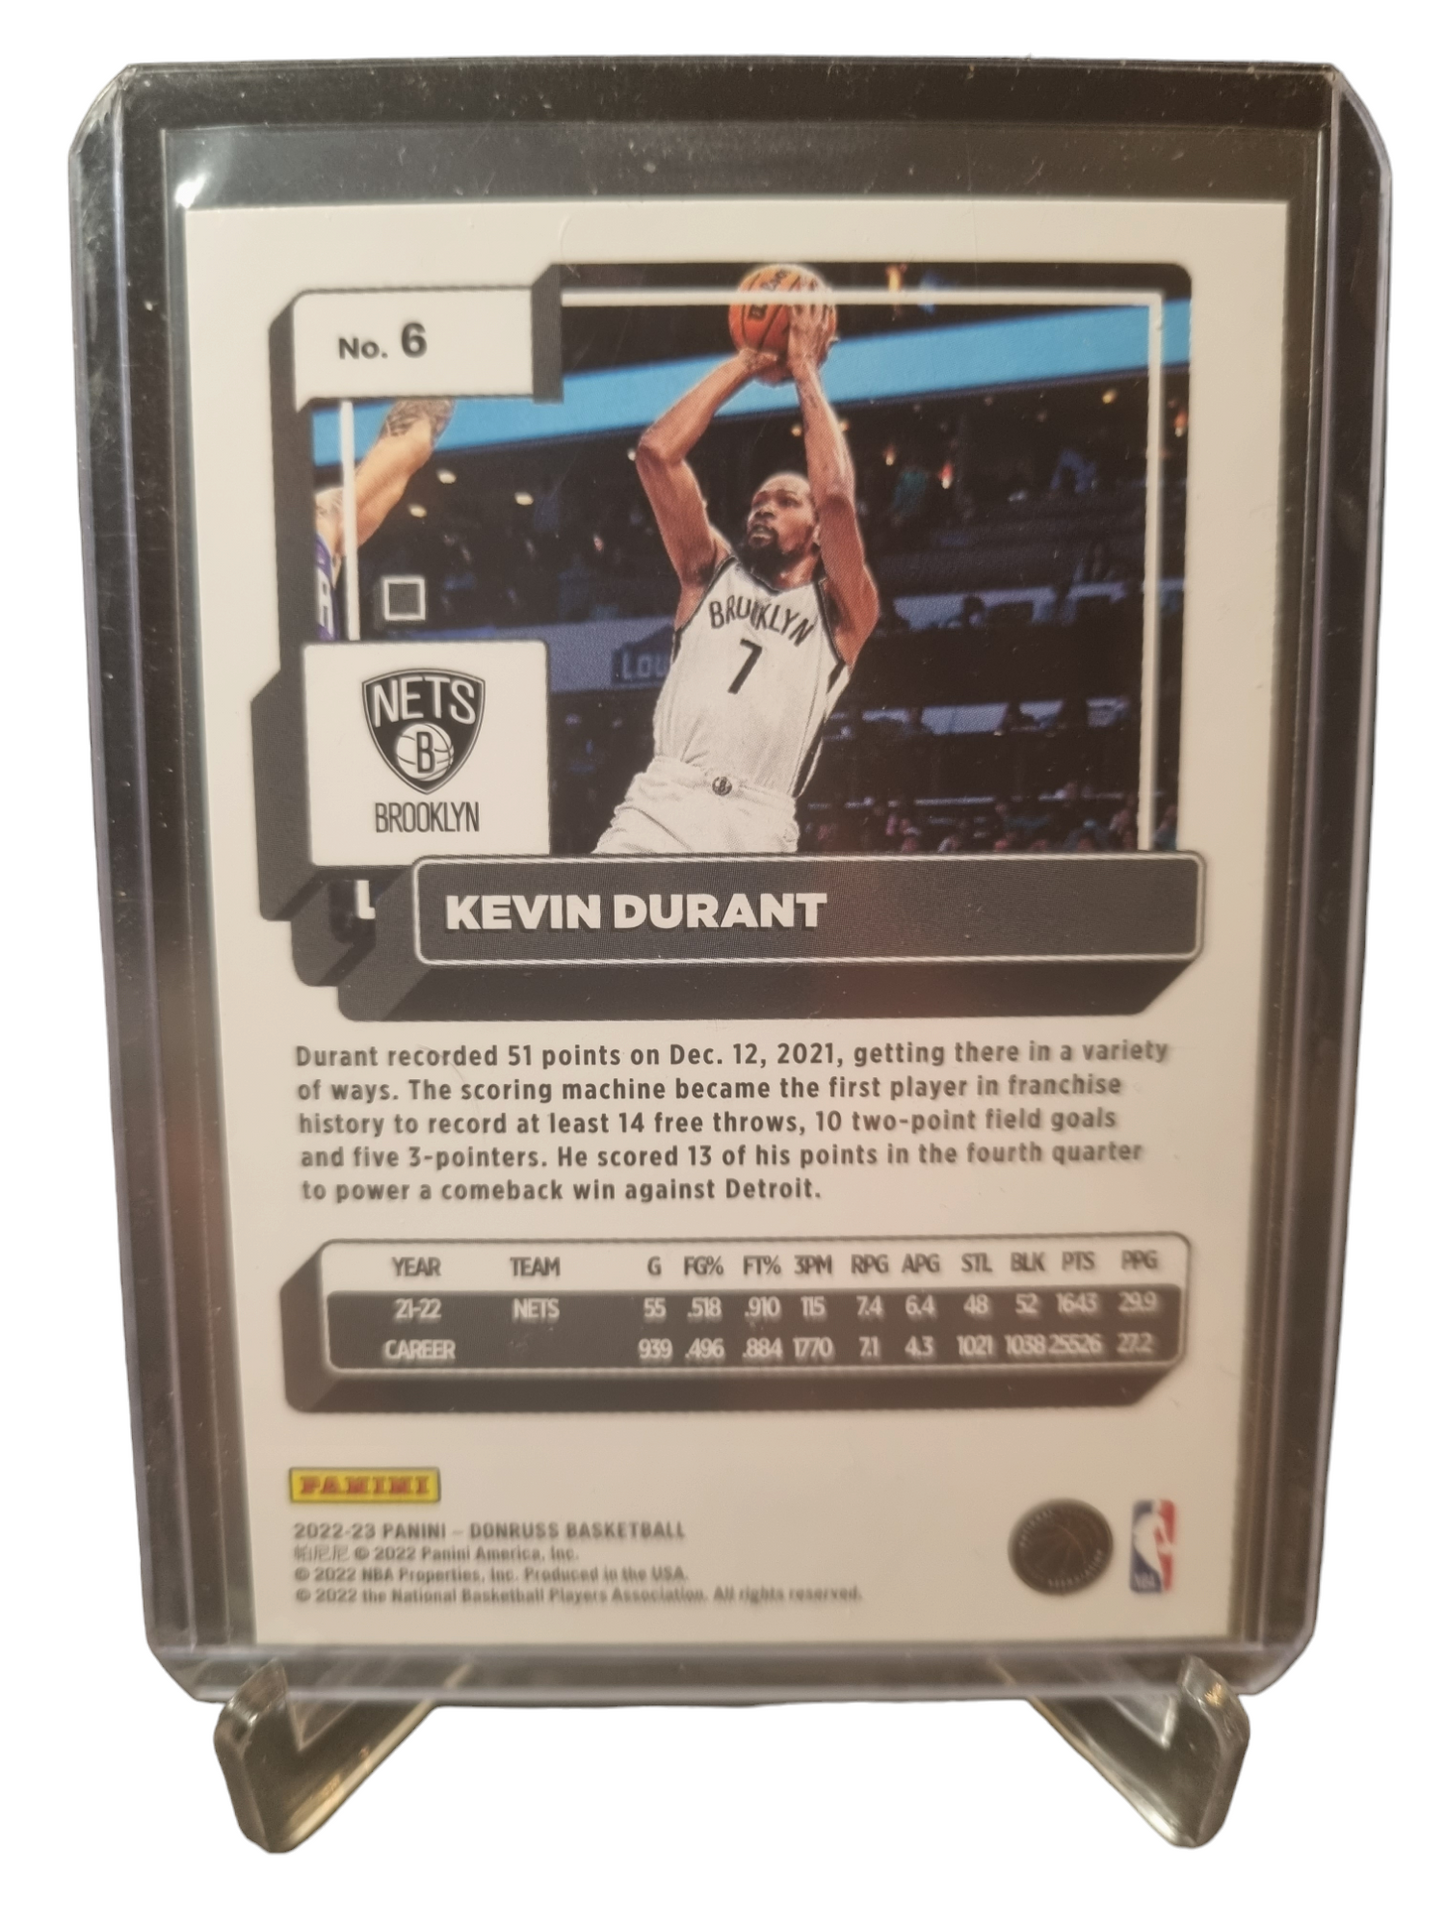 No. 6
BROOKLYN
7
Lou
NETS
B
BROOKLYN
KEVIN DURANT
Durant recorded 51 points on Dec. 12, 2021, getting there in a variety
of ways. The scoring machine became the first player in franchise
history to record at least 14 free throws, 10 two-point field goals
and five 3-pointers. He scored 13 of his points in the fourth quarter
to power a comeback win against Detroit.
YEAR TEAM G FG% FT% 3PM RPG APG STL BLK PTS PPG
21-22 NETS 55 .518 .910 115 7.4 6.4 48 52 1643 29.9
CAREER 939 .496 .884 1770 7.1 4.3 1021 1038 25526 27.2
PANINI
2022-23 PANINI – DONRUSS BASKETBALL
帕尼尼 © 2022 Panini America, Inc.
© 2022 NBA Properties, Inc. Produced in the USA.
© 2022 the National Basketball Players Association. All rights reserved.
NBA